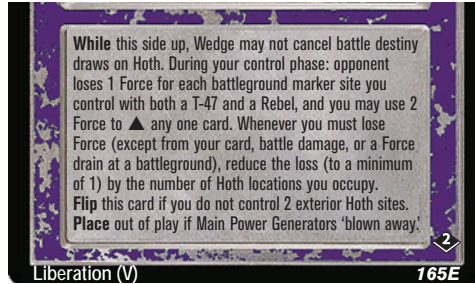 While this side up, Wedge may not cancel battle destiny
draws on Hoth. During your control phase: opponent
loses 1 Force for each battleground marker site you
control with both a T-47 and a Rebel, and you may use 2
Force to ▲ any one card. Whenever you must lose
Force (except from your card, battle damage, or a Force
drain at a battleground), reduce the loss (to a minimum
of 1) by the number of Hoth locations you occupy.
Flip this card if you do not control 2 exterior Hoth sites.
Place out of play if Main Power Generators 'blown away.'
2
Liberation (V) 165E